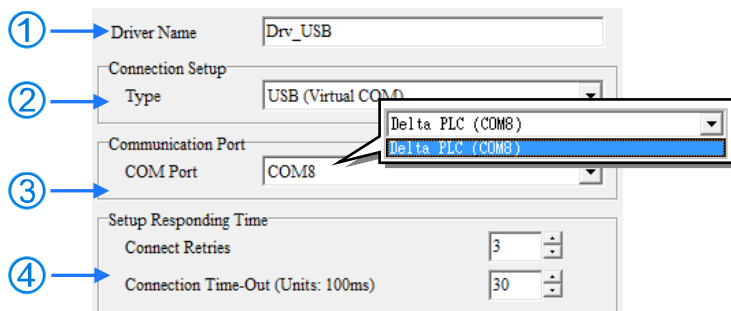 ① Driver Name Drv_USB
Connection Setup
② Type USB (Virtual COM)
Delta PLC (COM8)
Delta PLC (COM8)
Communication Port
③ COM Port COM8
Setup Responding Time
Connect Retries 3
④ Connection Time-Out (Units: 100ms) 30